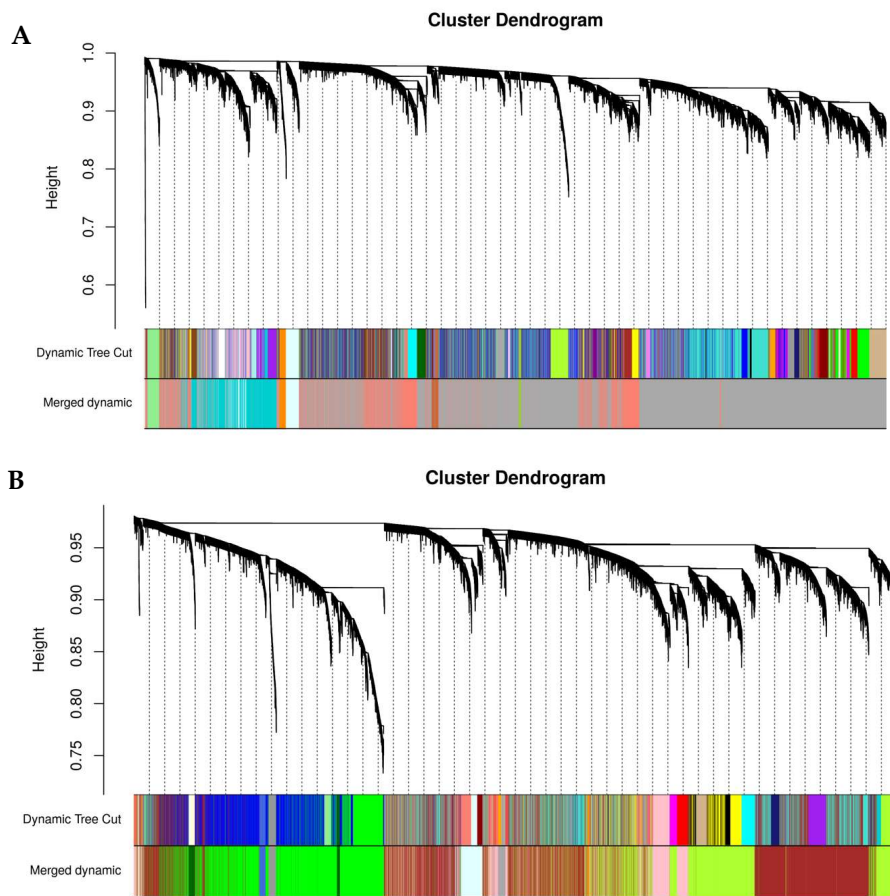 A
Cluster Dendrogram
Height
1.0
0.9
0.8
0.7
0.6
Dynamic Tree Cut
Merged dynamic
B
Cluster Dendrogram
Height
0.95
0.90
0.85
0.80
0.75
Dynamic Tree Cut
Merged dynamic